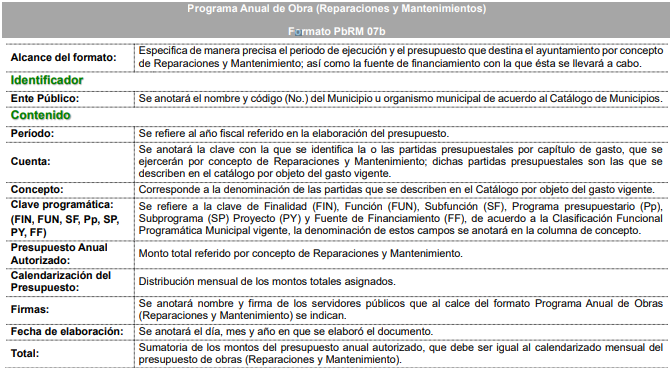 Programa Anual de Obra (Reparaciones y Mantenimientos)
Formato PbRM 07b
Alcance del formato:
Especifica de manera precisa el periodo de ejecución y el presupuesto que destina el ayuntamiento por concepto
de Reparaciones y Mantenimiento; así como la fuente de financiamiento con la que ésta se llevará a cabo.
Identificador
Ente Público:
Se anotará el nombre y código (No.) del Municipio u organismo municipal de acuerdo al Catálogo de Municipios.
Contenido
Periodo:
Se refiere al año fiscal referido en la elaboración del presupuesto.
Cuenta:
Se anotará la clave con la que se identifica la o las partidas presupuestales por capítulo de gasto, que se
ejercerán por concepto de Reparaciones y Mantenimiento; dichas partidas presupuestales son las que se
describen en el catálogo por objeto del gasto vigente.
Concepto:
Corresponde a la denominación de las partidas que se describen en el Catálogo por objeto del gasto vigente.
Clave programática:
(FIN, FUN, SF, Pp, SP,
PY, FF)
Se refiere a la clave de Finalidad (FIN), Función (FUN), Subfunción (SF), Programa presupuestario (Pp),
Subprograma (SP) Proyecto (PY) y Fuente de Financiamiento (FF), de acuerdo a la Clasificación Funcional
Programática Municipal vigente, la denominación de estos campos se anotará en la columna de concepto.
Presupuesto Anual
Autorizado:
Monto total referido por concepto de Reparaciones y Mantenimiento.
Calendarización del
Presupuesto:
Distribución mensual de los montos totales asignados.
Firmas:
Se anotará nombre y firma de los servidores públicos que al calce del formato Programa Anual de Obras
(Reparaciones y Mantenimiento) se indican.
Fecha de elaboración:
Se anotará el día, mes y año en que se elaboró el documento.
Total:
Sumatoria de los montos del presupuesto anual autorizado, que debe ser igual al calendarizado mensual del
presupuesto de obras (Reparaciones y Mantenimiento).